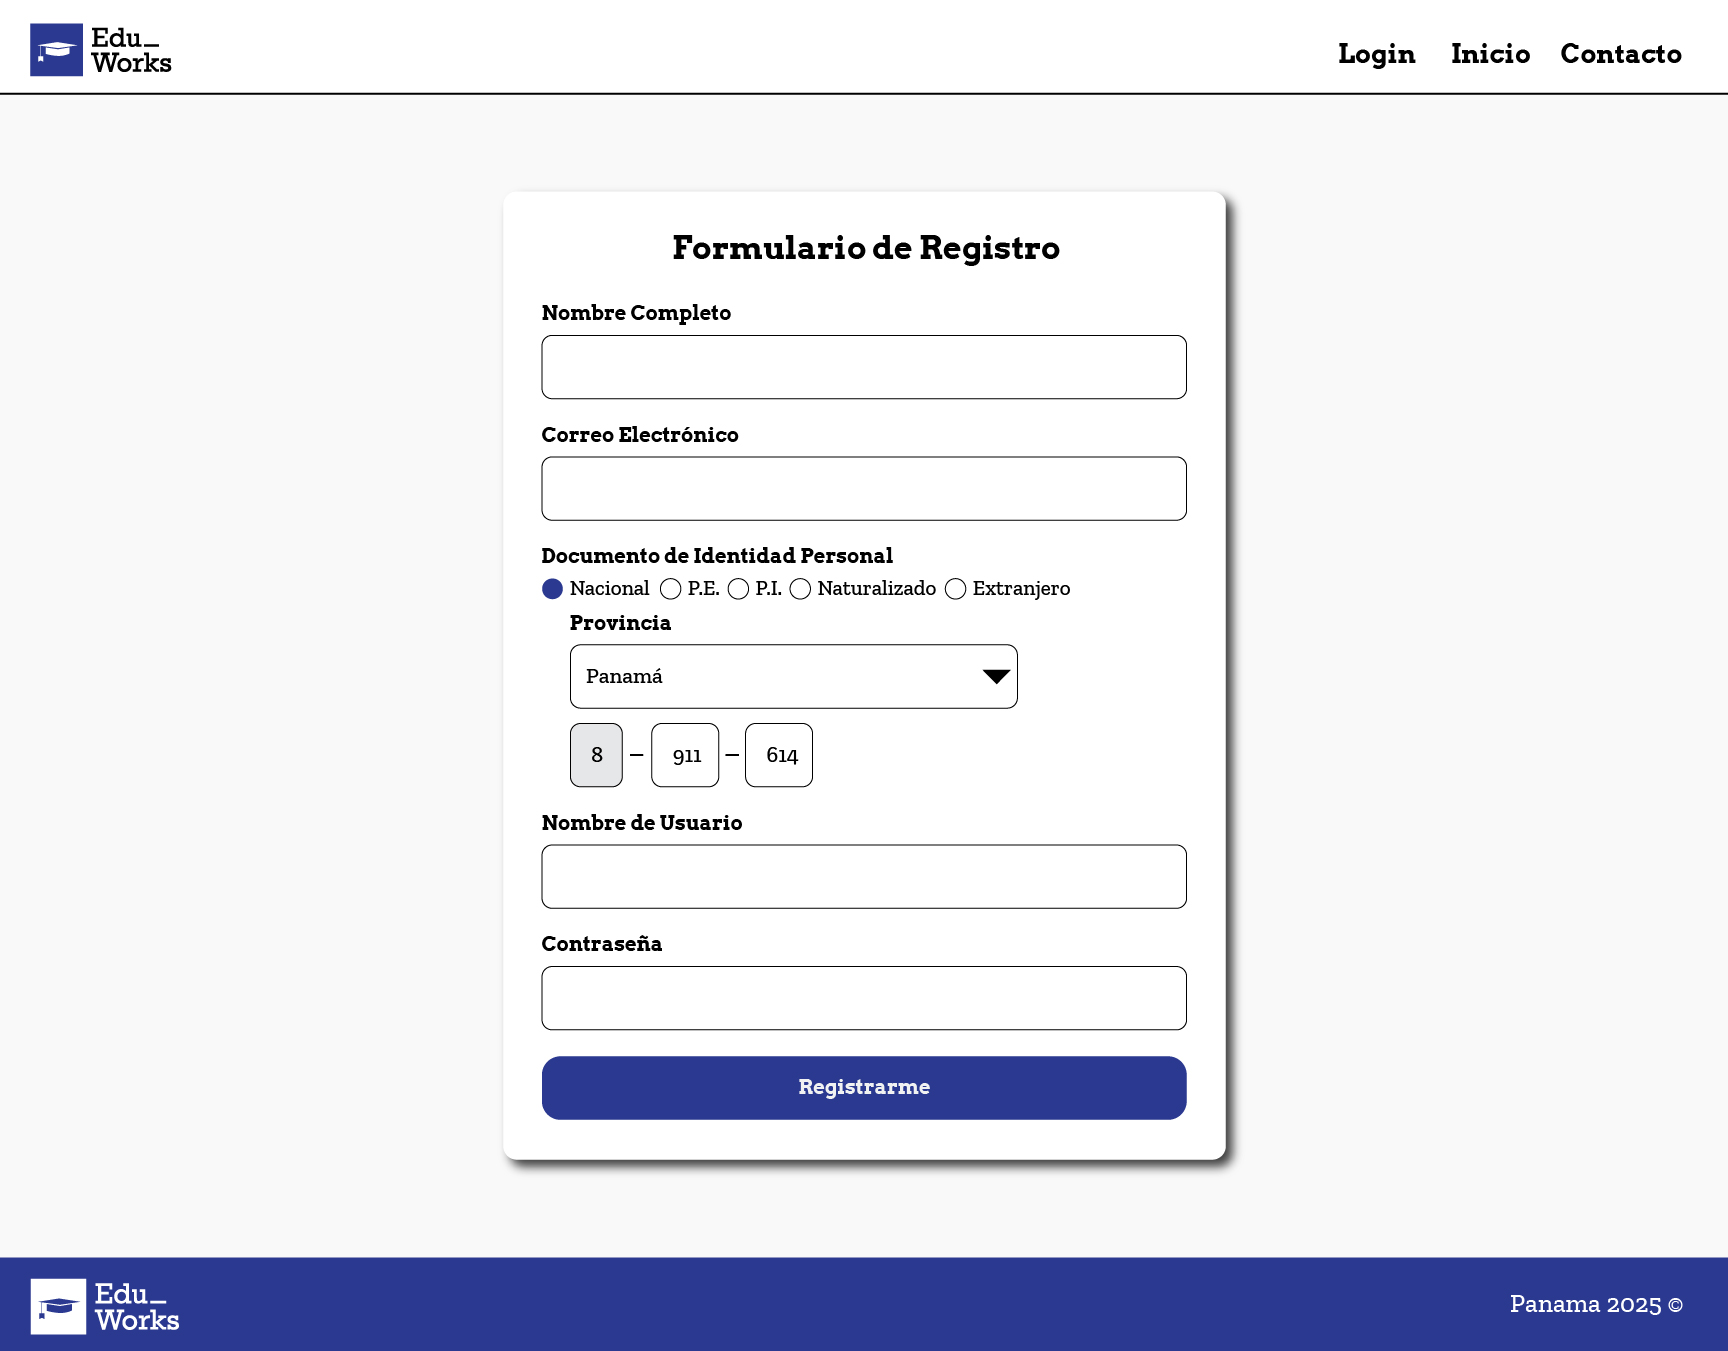 Edu_
Works
Login Inicio Contacto
Formulario de Registro
Nombre Completo
Correo Electrónico
Documento de Identidad Personal
Nacional P.E. P.I. Naturalizado Extranjero
Provincia
Panamá
8 – 911 – 614
Nombre de Usuario
Contraseña
Registrarme
Edu_
Works
Panama 2025 ©